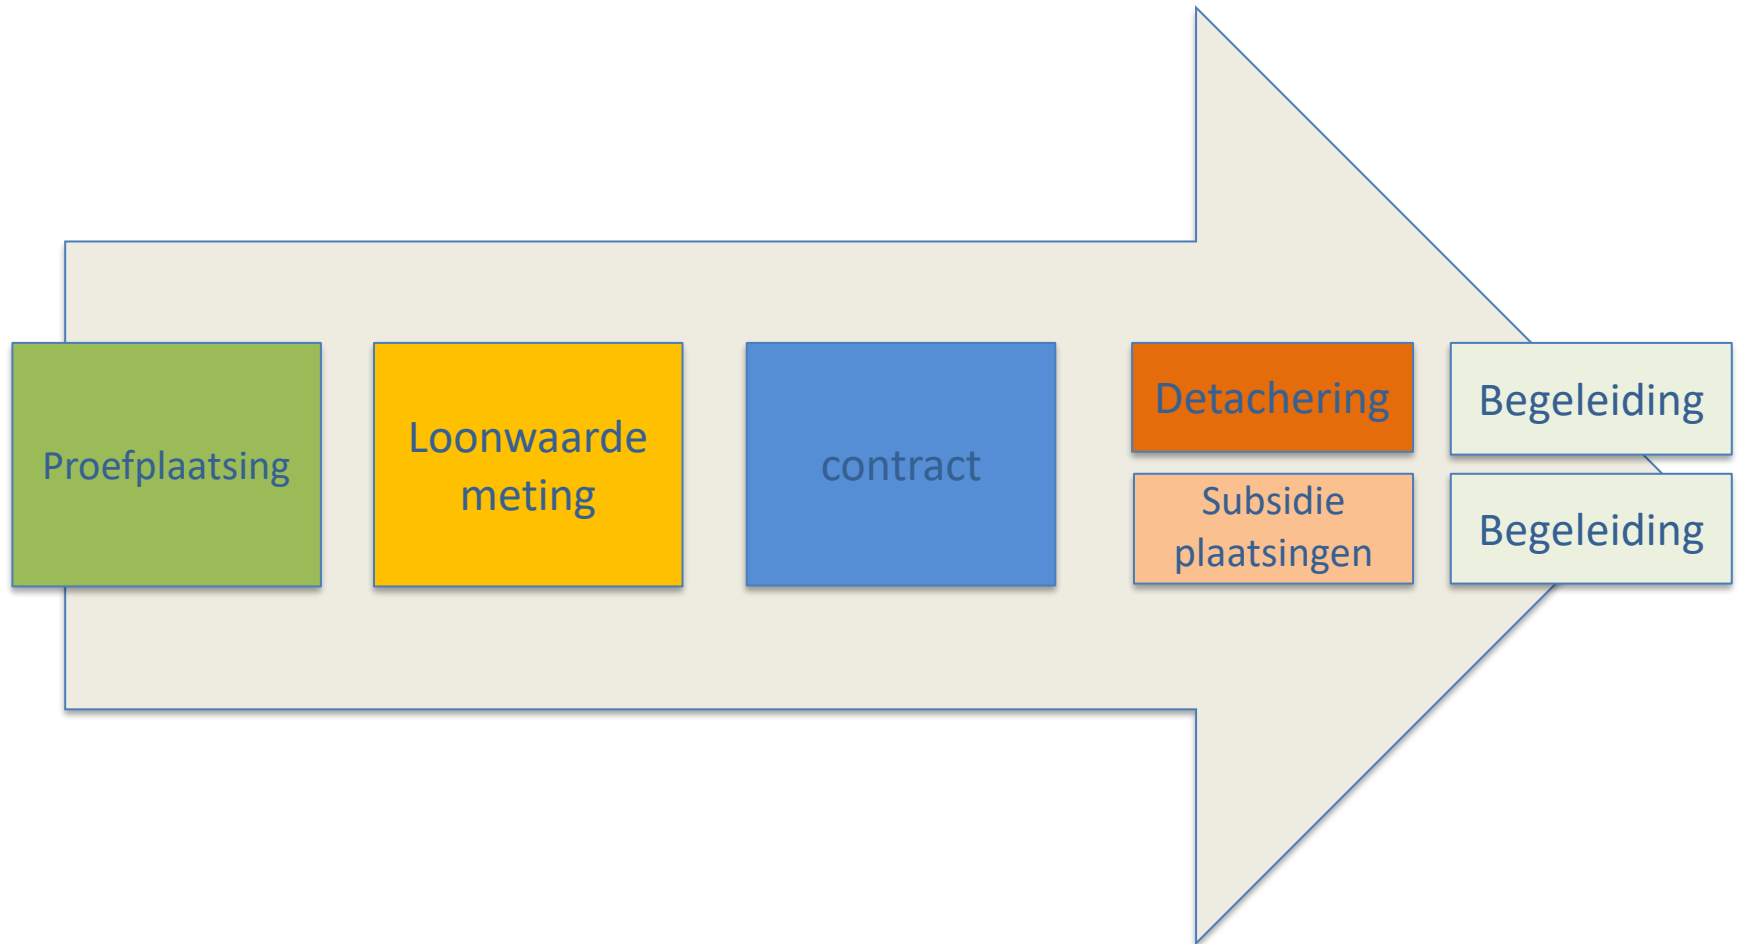 Proefplaatsing
Loonwaarde
meting
contract
Detachering
Begeleiding
Subsidie
plaatsingen
Begeleiding